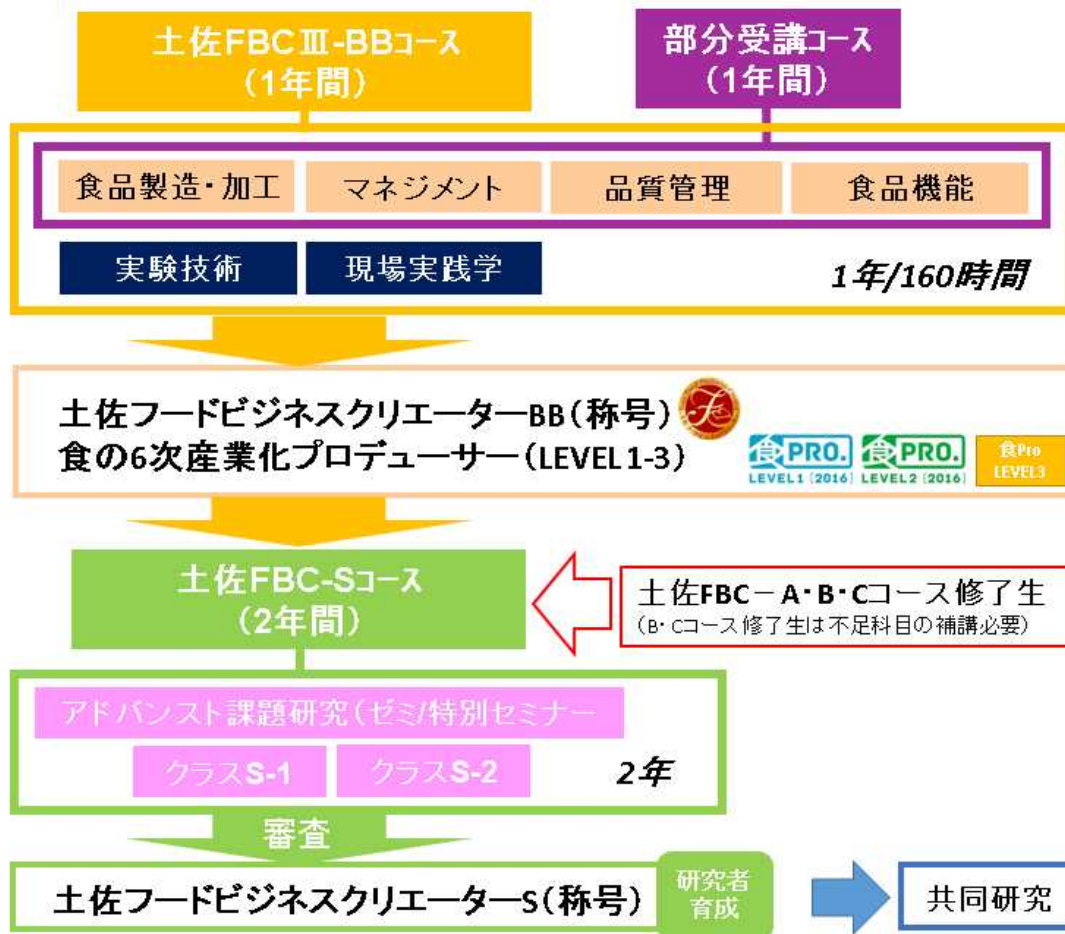 土佐FBCⅢ-BBコース
(1年間)
部分受講コース
(1年間)
食品製造・加工
マネジメント
品質管理
食品機能
実験技術
現場実践学
1年/160時間
土佐フードビジネスクリエーターBB(称号)
食の6次産業化プロデューサー(LEVEL1-3)
食PRO.
LEVEL1 [2016]
食PRO.
LEVEL2 [2016]
食Pro
LEVEL3
土佐FBC-Sコース
(2年間)
土佐FBC-A・B・Cコース修了生
(B・Cコース修了生は不足科目の補講必要)
アドバンスト課題研究(ゼミ/特別セミナー
クラスS-1
クラスS-2
2年
審査
土佐フードビジネスクリエーターS(称号)
研究者
育成
共同研究